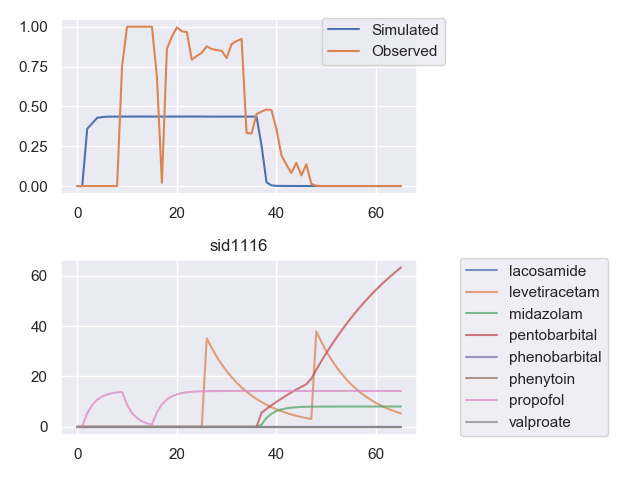 1.00
0.75
0.50
0.25
0.00
0
20
40
60
Simulated
Observed
sid1116
60
40
20
0
0
20
40
60
lacosamide
levetiracetam
midazolam
pentobarbital
phenobarbital
phenytoin
propofol
valproate